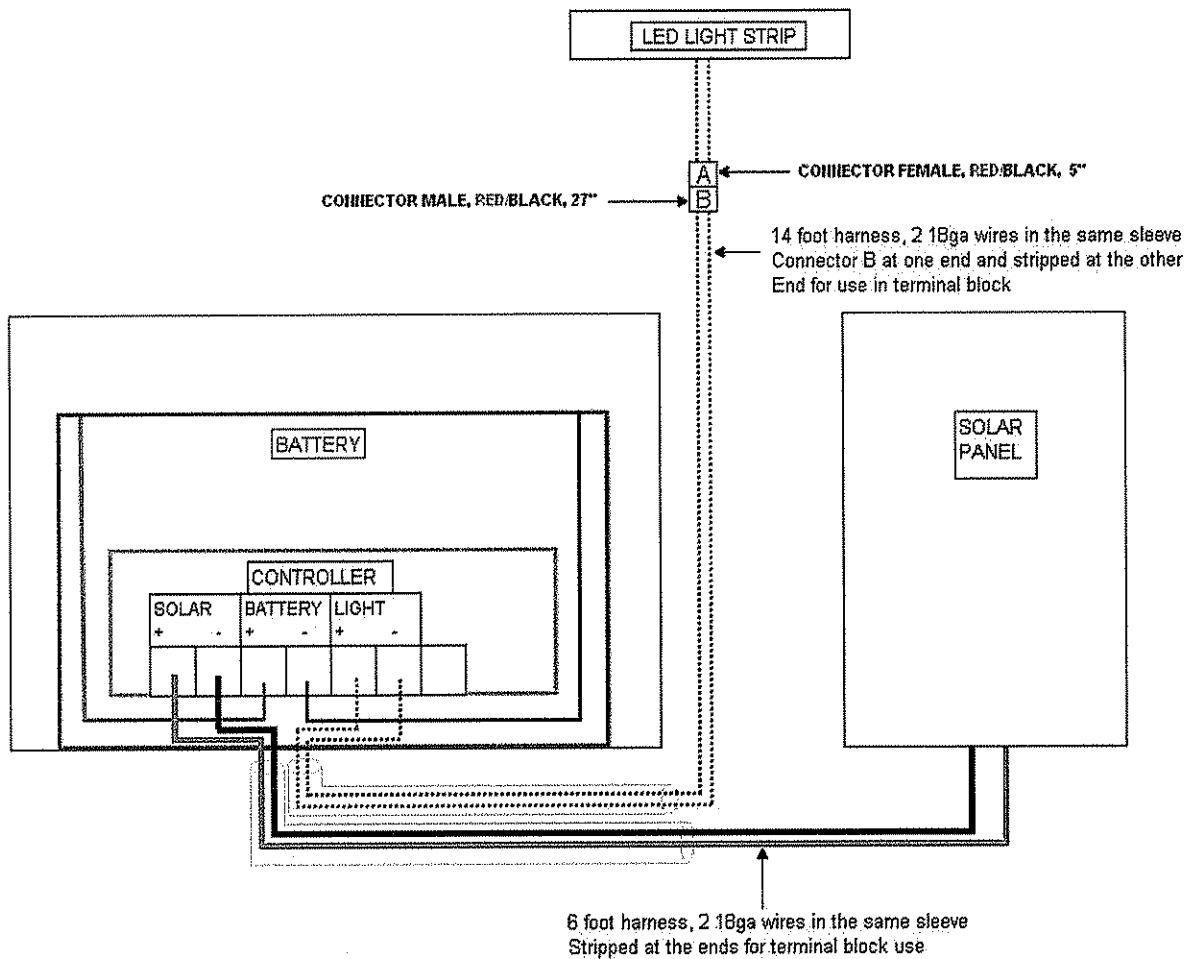 LED LIGHT STRIP
A
CONNECTOR FEMALE, RED/BLACK, 5"
CONNECTOR MALE, RED/BLACK, 27"
B
14 foot harness, 2 18ga wires in the same sleeve
Connector B at one end and stripped at the other
End for use in terminal block
BATTERY
SOLAR
PANEL
CONTROLLER
SOLAR BATTERY LIGHT
+ - + - + -
6 foot harness, 2 18ga wires in the same sleeve
Stripped at the ends for terminal block use